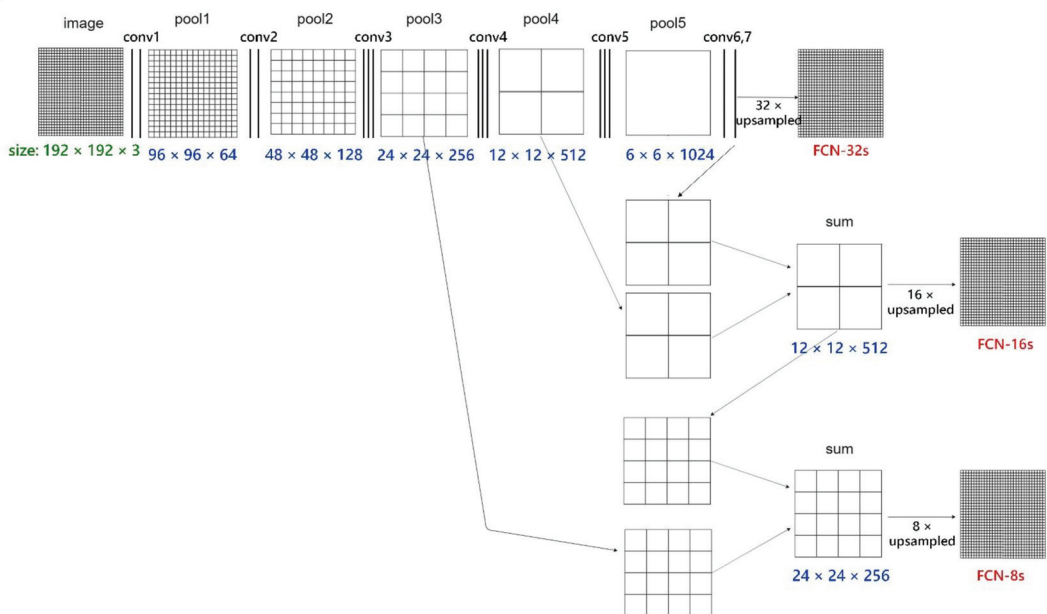 image
pool1
pool2
pool3
pool4
pool5
conv1
conv2
conv3
conv4
conv5
conv6,7
32 ×
upsampled
size: 192 × 192 × 3
96 × 96 × 64
48 × 48 × 128
24 × 24 × 256
12 × 12 × 512
6 × 6 × 1024
FCN-32s
sum
16 ×
upsampled
12 × 12 × 512
FCN-16s
sum
8 ×
upsampled
24 × 24 × 256
FCN-8s